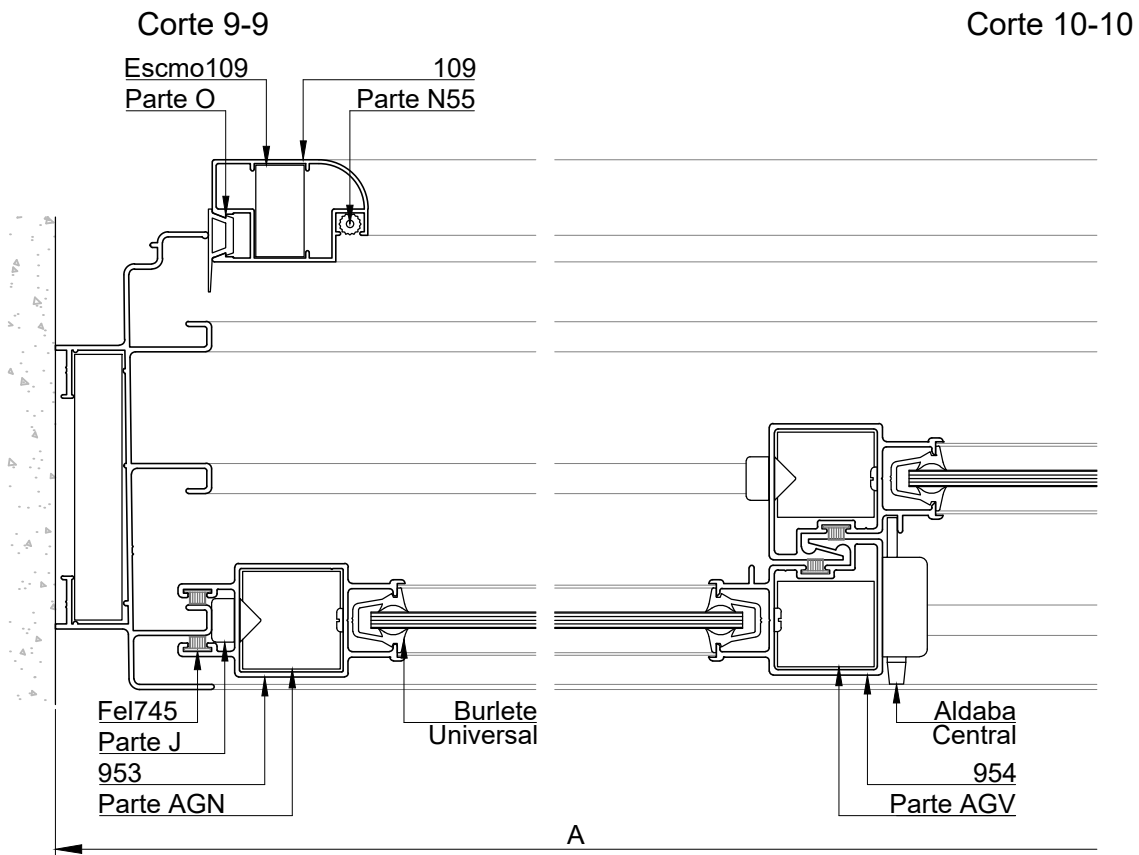 Corte 9-9
Corte 10-10
Escmo109
109
Parte O
Parte N55
Fel745
Burlete
Universal
Aldaba
Central
Parte J
953
954
Parte AGN
Parte AGV
A